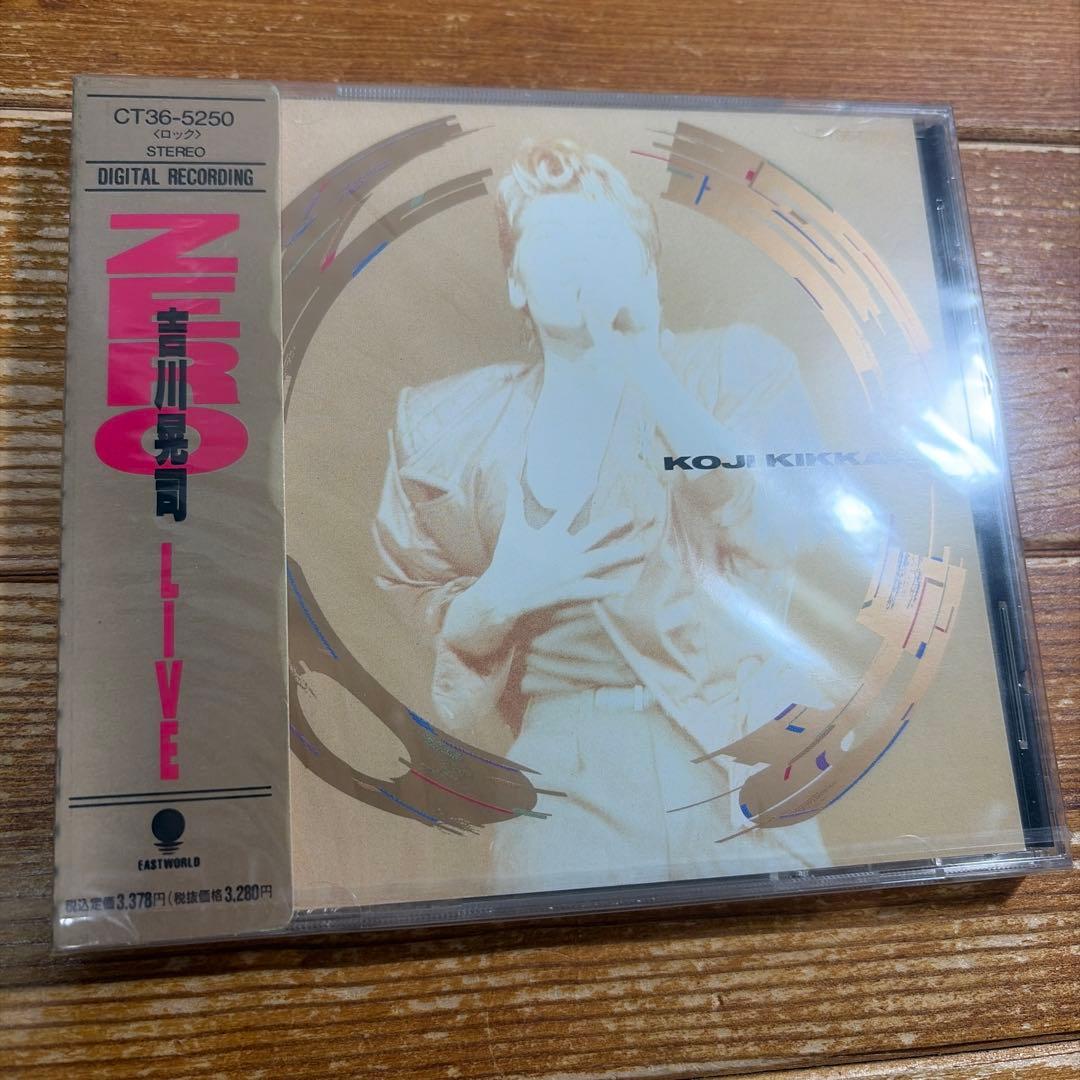 CT36-5250
〈ロック〉
STEREO
DIGITAL RECORDING
ZERO
吉川晃司
LIVE
EASTWORLD
税込定価3,378円(税抜価格3,280円
KOJI KIKKA